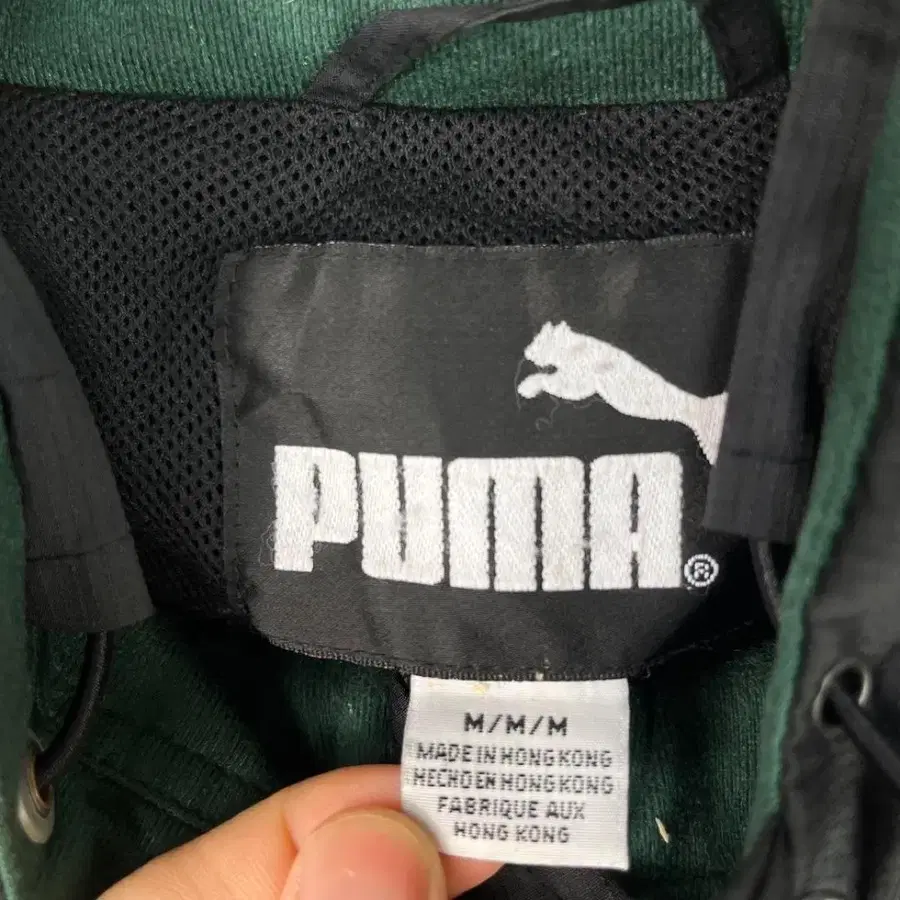 PUMA®
M/M/M
MADE IN HONG KONG
HECHO EN HONG KONG
FABRIQUE AUX
HONG KONG